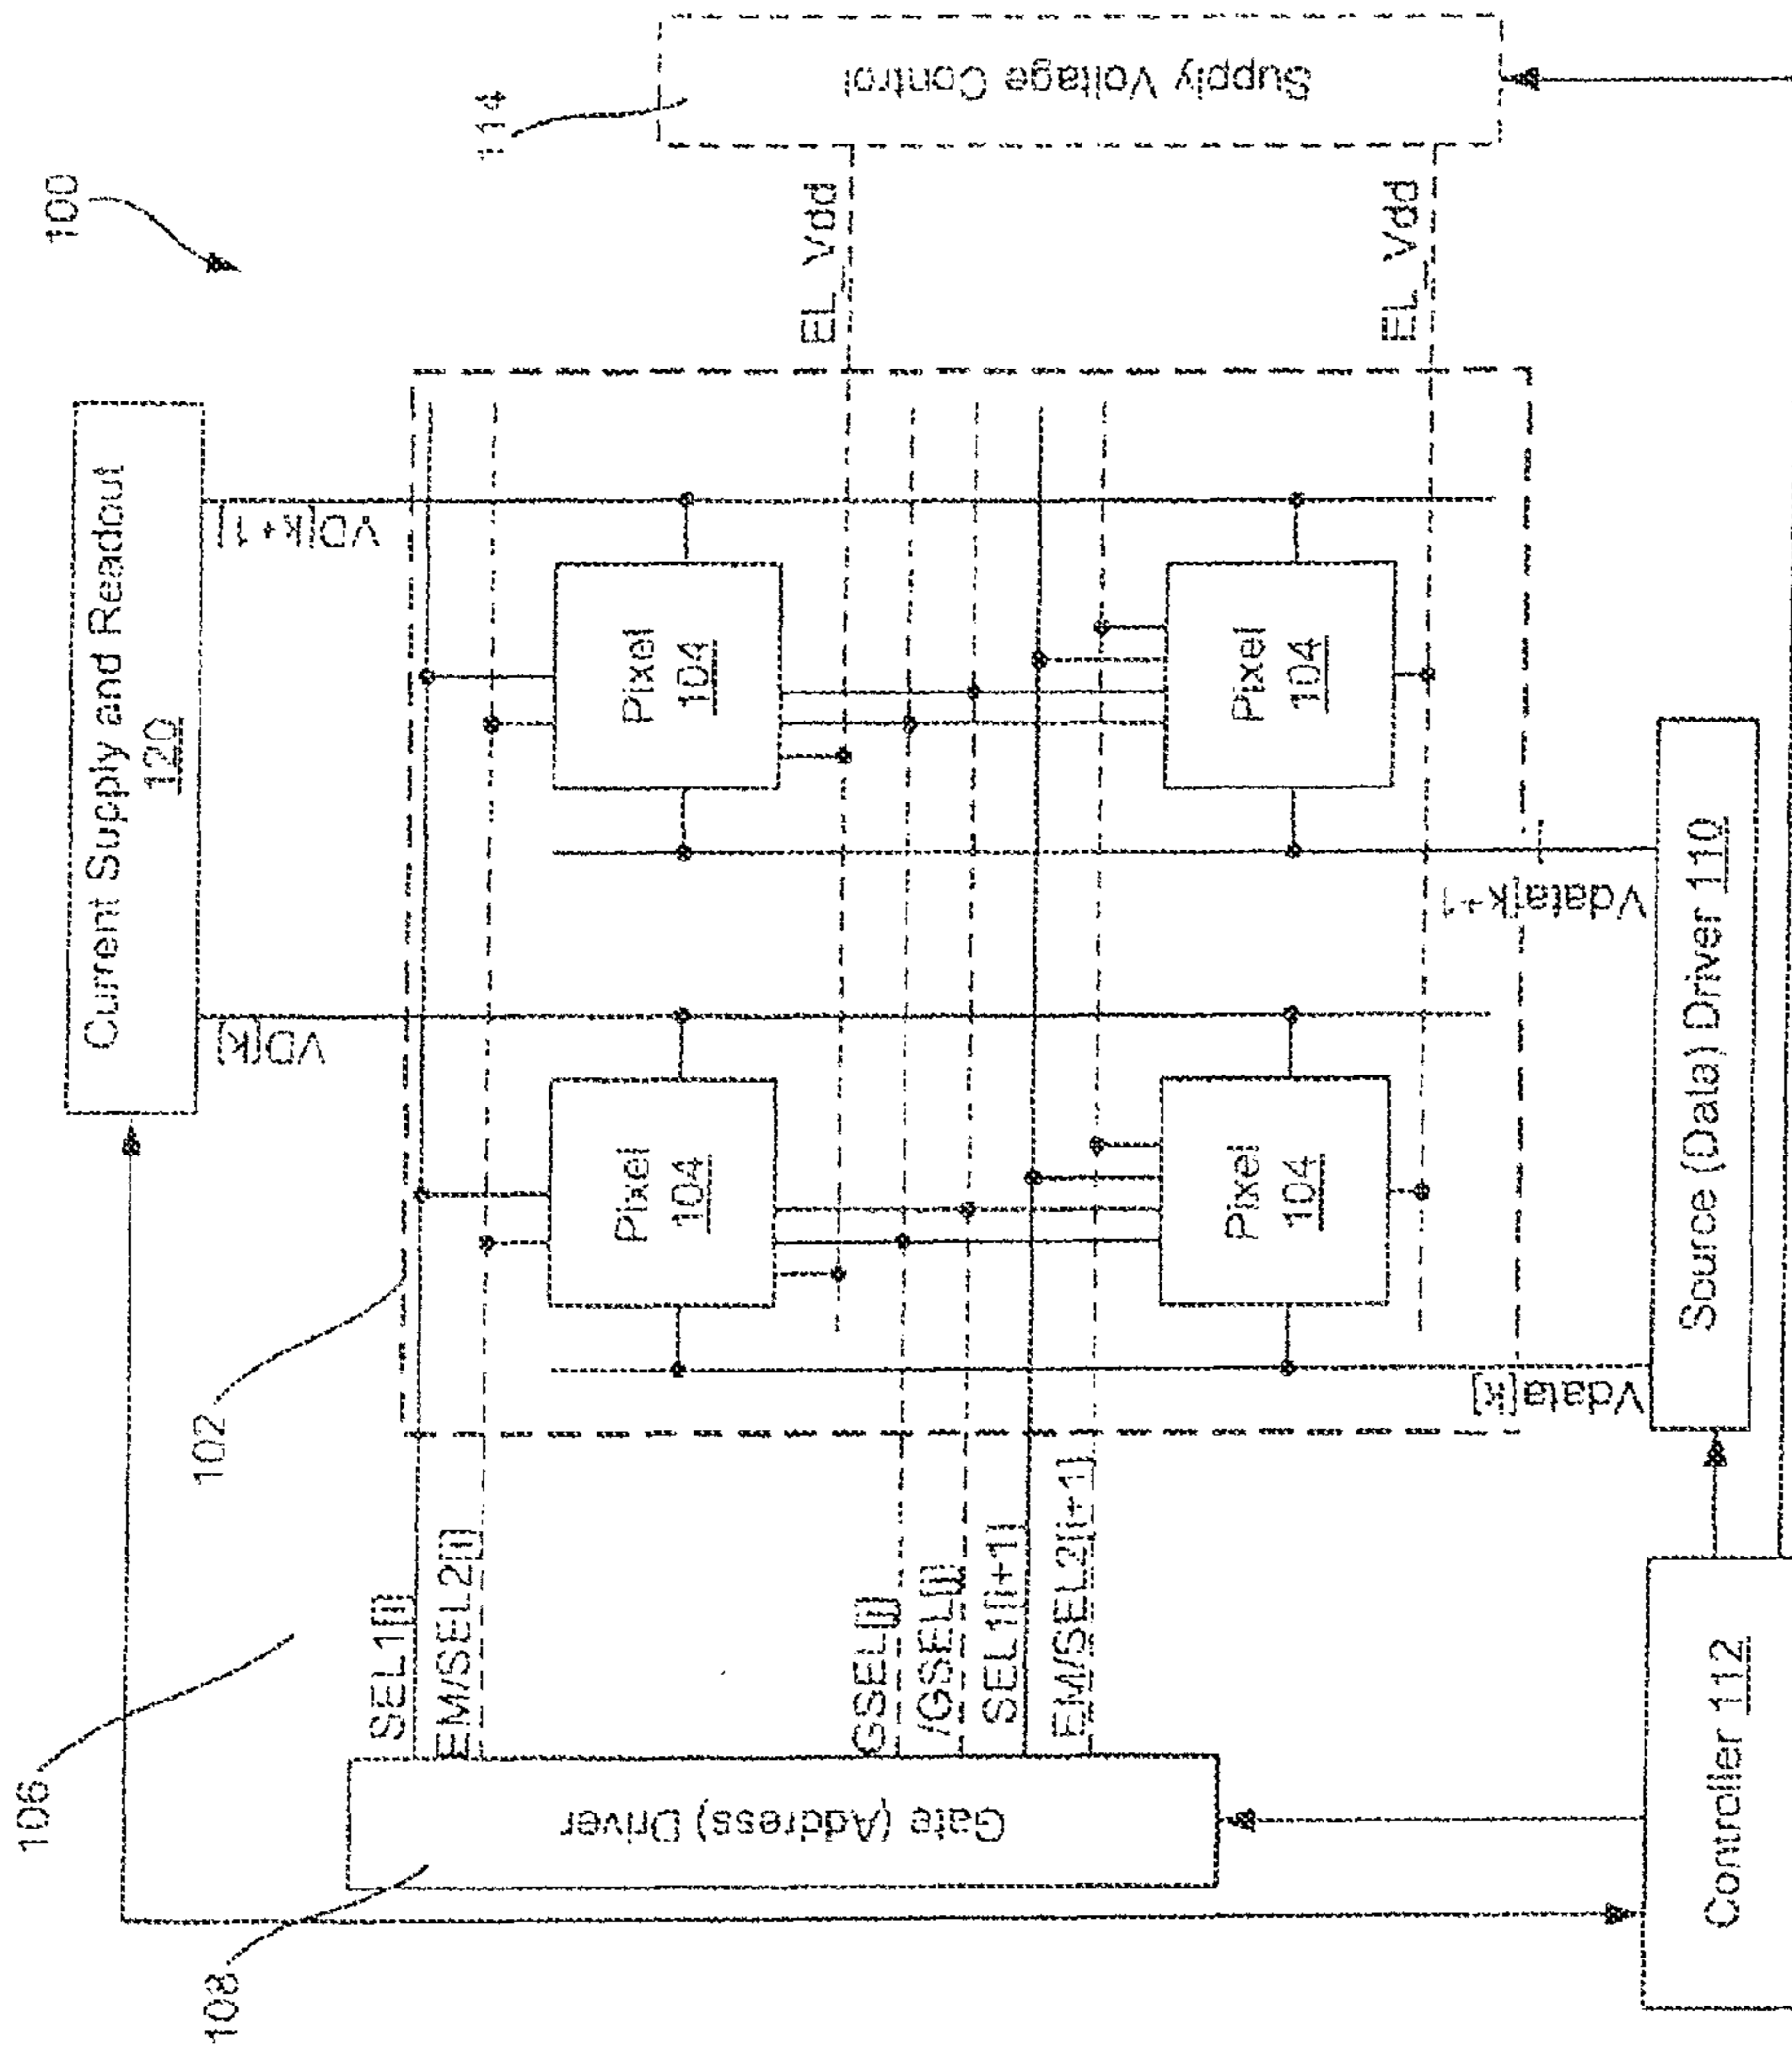 100
Current Supply and Readout
120
VD[k]
VD[k+1]
114
Supply Voltage Control
EL_Vdd
EL_Vdd
102
106
108
Gate (Address) Driver
SEL1[i]
EM/SEL2[i]
GSEL[j]
/GSEL[j]
SEL1[i+1]
EM/SEL2[i+1]
Pixel
104
Pixel
104
Pixel
104
Pixel
104
Vdata[k]
Vdata[k+1
Source (Data) Driver 110
Controller 112